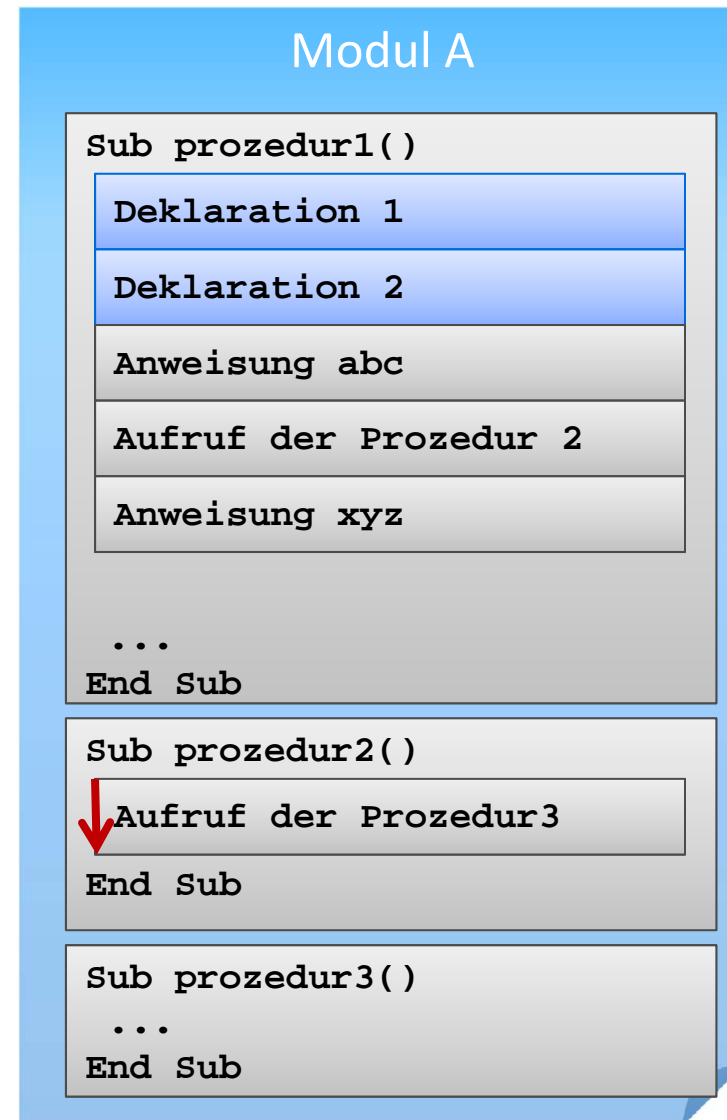 Modul A
Sub prozedur1()
Deklaration 1
Deklaration 2
Anweisung abc
Aufruf der Prozedur 2
Anweisung xyz
...
End Sub
Sub prozedur2()
Aufruf der Prozedur3
End Sub
Sub prozedur3()
...
End Sub